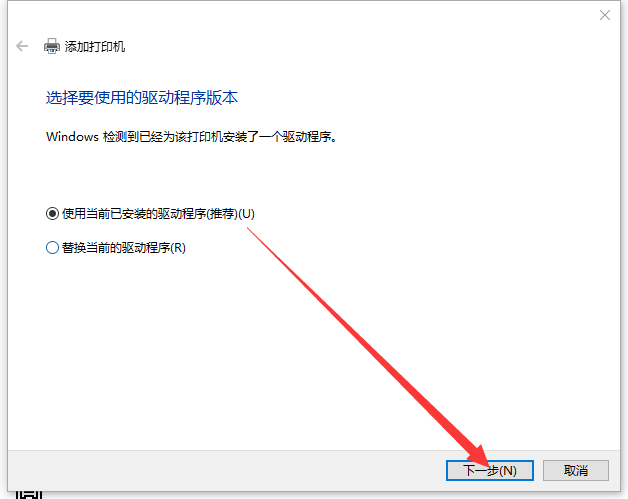 添加打印机
选择要使用的驱动程序版本
Windows 检测到已经为该打印机安装了一个驱动程序。
使用当前已安装的驱动程序(推荐)(U)
替换当前的驱动程序(R)
下一步(N)
取消